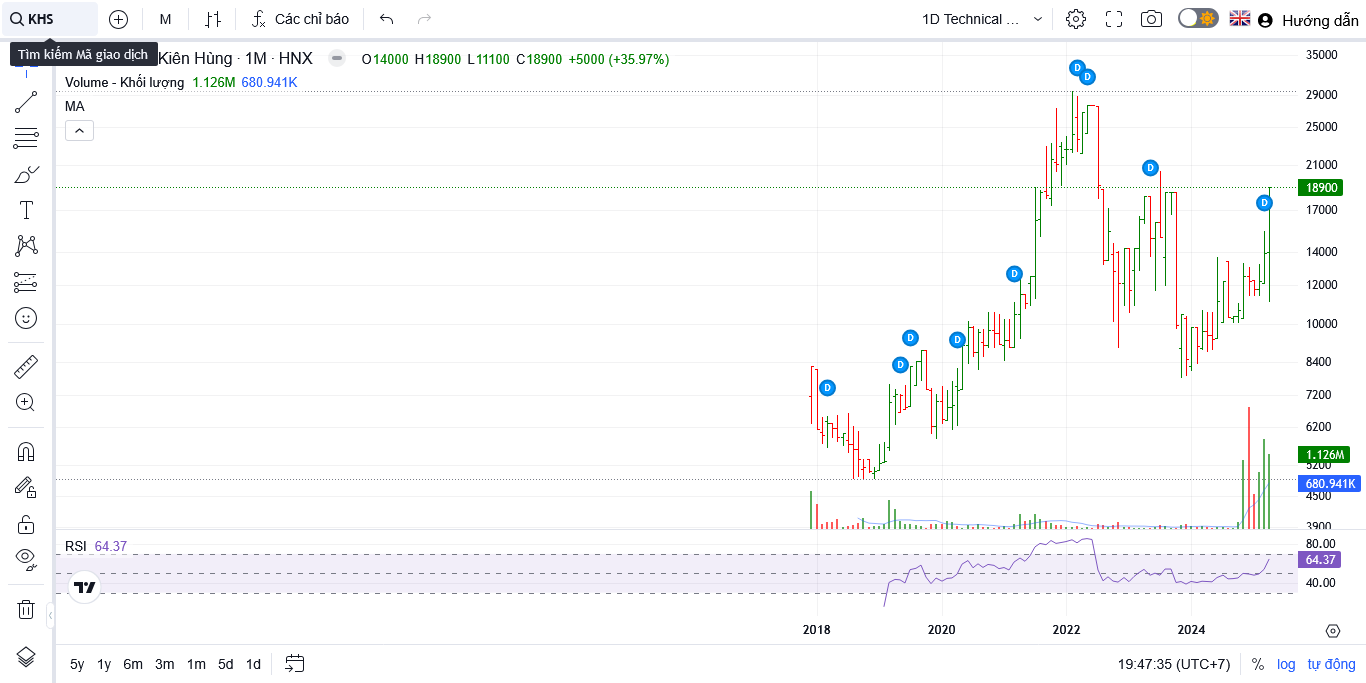 KHS
M
Các chỉ báo
1D Technical ...
Hướng dẫn
Tìm kiếm Mã giao dịch
Kiên Hùng · 1M · HNX
O14000 H18900 L11100 C18900 +5000 (+35.97%)
Volume - Khối lượng 1.126M 680.941K
MA
35000
29000
25000
21000
18900
17000
14000
12000
10000
8400
7200
6200
1.126M
5200
680.941K
4500
3900
D
D
D
D
D
D
D
D
D
RSI 64.37
80.00
64.37
40.00
2018
2020
2022
2024
5y 1y 6m 3m 1m 5d 1d
19:47:35 (UTC+7)
% log tự động